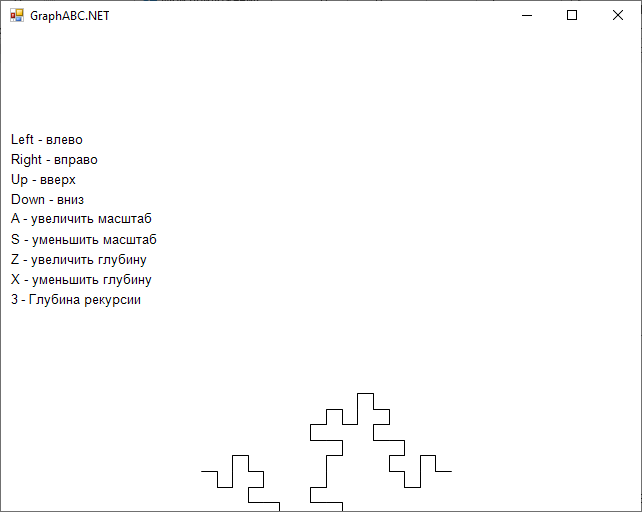 GraphABC.NET
Left - влево
Right - вправо
Up - вверх
Down - вниз
A - увеличить масштаб
S - уменьшить масштаб
Z - увеличить глубину
X - уменьшить глубину
3 - Глубина рекурсии